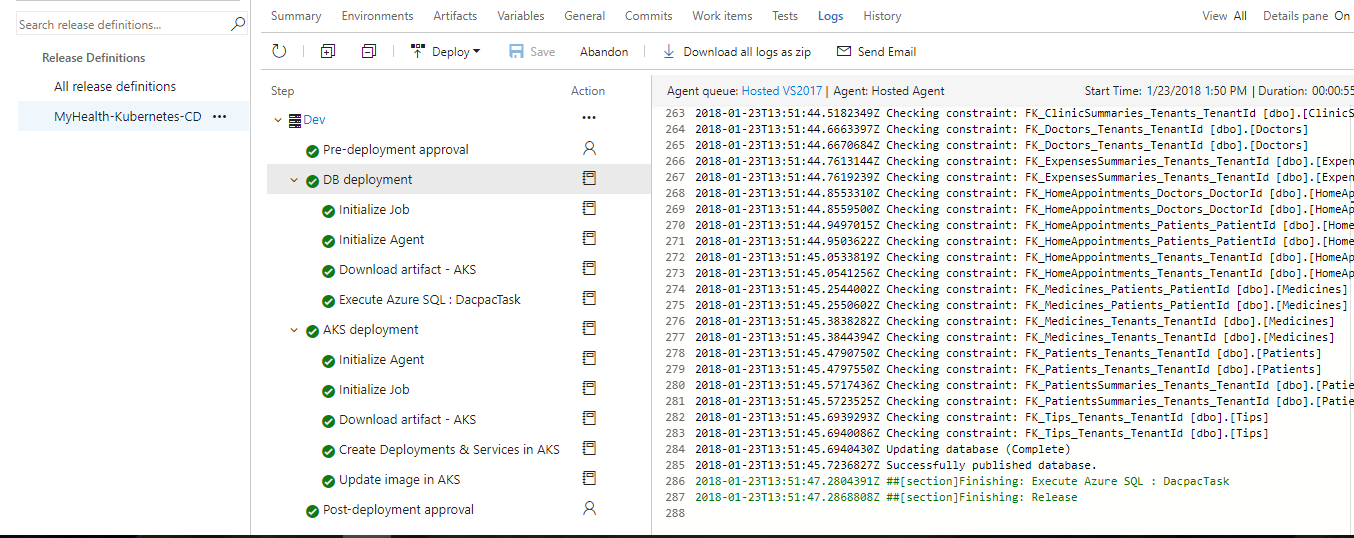 Search release definitions...
Release Definitions
All release definitions
MyHealth-Kubernetes-CD •••
Summary Environments Artifacts Variables General Commits Work items Tests Logs History View All Details pane On
Deploy Save Abandon Download all logs as zip Send Email
Step Action
Dev •••
Pre-deployment approval
DB deployment
Initialize Job
Initialize Agent
Download artifact - AKS
Execute Azure SQL : DacpacTask
AKS deployment
Initialize Agent
Initialize Job
Download artifact - AKS
Create Deployments & Services in AKS
Update image in AKS
Post-deployment approval
Agent queue: Hosted VS2017 | Agent: Hosted Agent Start Time: 1/23/2018 1:50 PM | Duration: 00:00:55
263 2018-01-23T13:51:44.5182349Z Checking constraint: FK_ClinicSummaries_Tenants_TenantId [dbo].[ClinicS
264 2018-01-23T13:51:44.6663397Z Checking constraint: FK_Doctors_Tenants_TenantId [dbo].[Doctors]
265 2018-01-23T13:51:44.6670684Z Checking constraint: FK_Doctors_Tenants_TenantId [dbo].[Doctors]
266 2018-01-23T13:51:44.7613144Z Checking constraint: FK_ExpensesSummaries_Tenants_TenantId [dbo].[Expen
267 2018-01-23T13:51:44.7619239Z Checking constraint: FK_ExpensesSummaries_Tenants_TenantId [dbo].[Expen
268 2018-01-23T13:51:44.8553310Z Checking constraint: FK_HomeAppointments_Doctors_DoctorId [dbo].[HomeAp
269 2018-01-23T13:51:44.8559500Z Checking constraint: FK_HomeAppointments_Doctors_DoctorId [dbo].[HomeAp
270 2018-01-23T13:51:44.9497015Z Checking constraint: FK_HomeAppointments_Patients_PatientId [dbo].[Home
271 2018-01-23T13:51:44.9503622Z Checking constraint: FK_HomeAppointments_Patients_PatientId [dbo].[Home
272 2018-01-23T13:51:45.0533819Z Checking constraint: FK_HomeAppointments_Tenants_TenantId [dbo].[HomeAp
273 2018-01-23T13:51:45.0541256Z Checking constraint: FK_HomeAppointments_Tenants_TenantId [dbo].[HomeAp
274 2018-01-23T13:51:45.2544002Z Checking constraint: FK_Medicines_Patients_PatientId [dbo].[Medicines]
275 2018-01-23T13:51:45.2550602Z Checking constraint: FK_Medicines_Patients_PatientId [dbo].[Medicines]
276 2018-01-23T13:51:45.3838282Z Checking constraint: FK_Medicines_Tenants_TenantId [dbo].[Medicines]
277 2018-01-23T13:51:45.3844394Z Checking constraint: FK_Medicines_Tenants_TenantId [dbo].[Medicines]
278 2018-01-23T13:51:45.4790750Z Checking constraint: FK_Patients_Tenants_TenantId [dbo].[Patients]
279 2018-01-23T13:51:45.4797550Z Checking constraint: FK_Patients_Tenants_TenantId [dbo].[Patients]
280 2018-01-23T13:51:45.5717436Z Checking constraint: FK_PatientsSummaries_Tenants_TenantId [dbo].[Patie
281 2018-01-23T13:51:45.5723525Z Checking constraint: FK_PatientsSummaries_Tenants_TenantId [dbo].[Patie
282 2018-01-23T13:51:45.6939293Z Checking constraint: FK_Tips_Tenants_TenantId [dbo].[Tips]
283 2018-01-23T13:51:45.6940086Z Checking constraint: FK_Tips_Tenants_TenantId [dbo].[Tips]
284 2018-01-23T13:51:45.6940430Z Updating database (Complete)
285 2018-01-23T13:51:45.7236827Z Successfully published database.
286 2018-01-23T13:51:47.2804391Z ##[section]Finishing: Execute Azure SQL : DacpacTask
287 2018-01-23T13:51:47.2868808Z ##[section]Finishing: Release
288